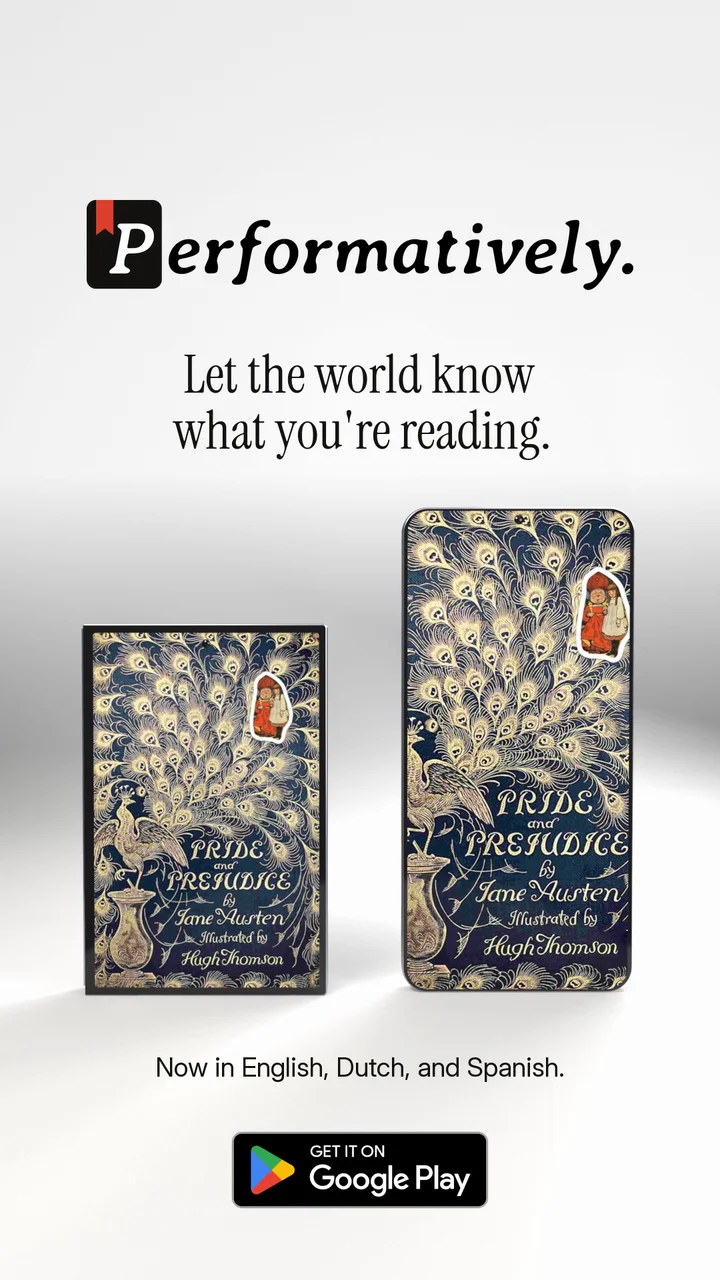 Performatively.
Let the world know
what you're reading.
PRIDE
and
PREJUDICE
by
Jane Austen
Illustrated by
Hugh Thomson
PRIDE
and
PREJUDICE
by
Jane Austen
Illustrated by
Hugh Thomson
Now in English, Dutch, and Spanish.
GET IT ON
Google Play